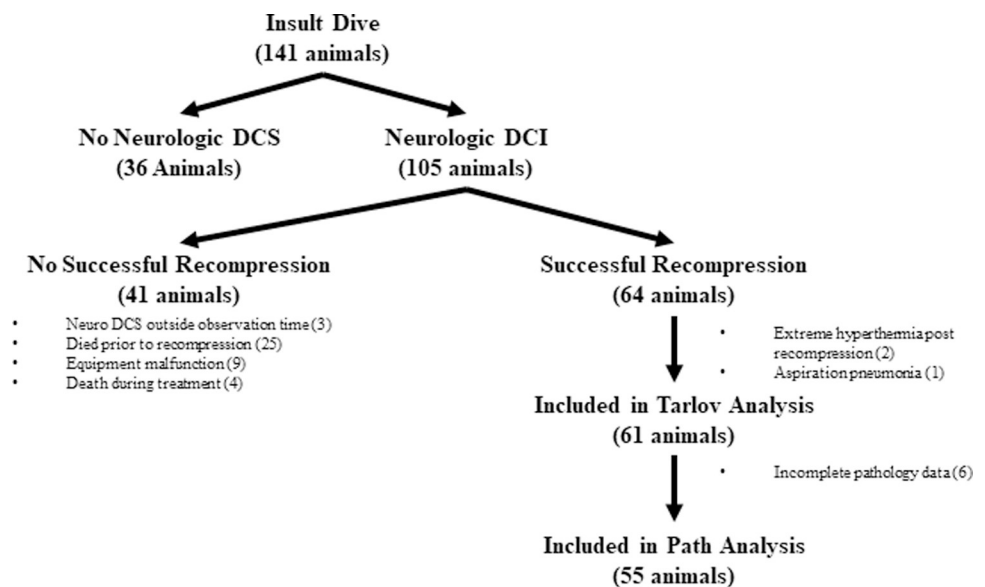 Insult Dive
(141 animals)
No Neurologic DCS
(36 Animals)
Neurologic DCI
(105 animals)
No Successful Recompression
(41 animals)
• Neuro DCS outside observation time (3)
• Died prior to recompression (25)
• Equipment malfunction (9)
• Death during treatment (4)
Successful Recompression
(64 animals)
• Extreme hyperthermia post
recompression (2)
• Aspiration pneumonia (1)
Included in Tarlov Analysis
(61 animals)
• Incomplete pathology data (6)
Included in Path Analysis
(55 animals)